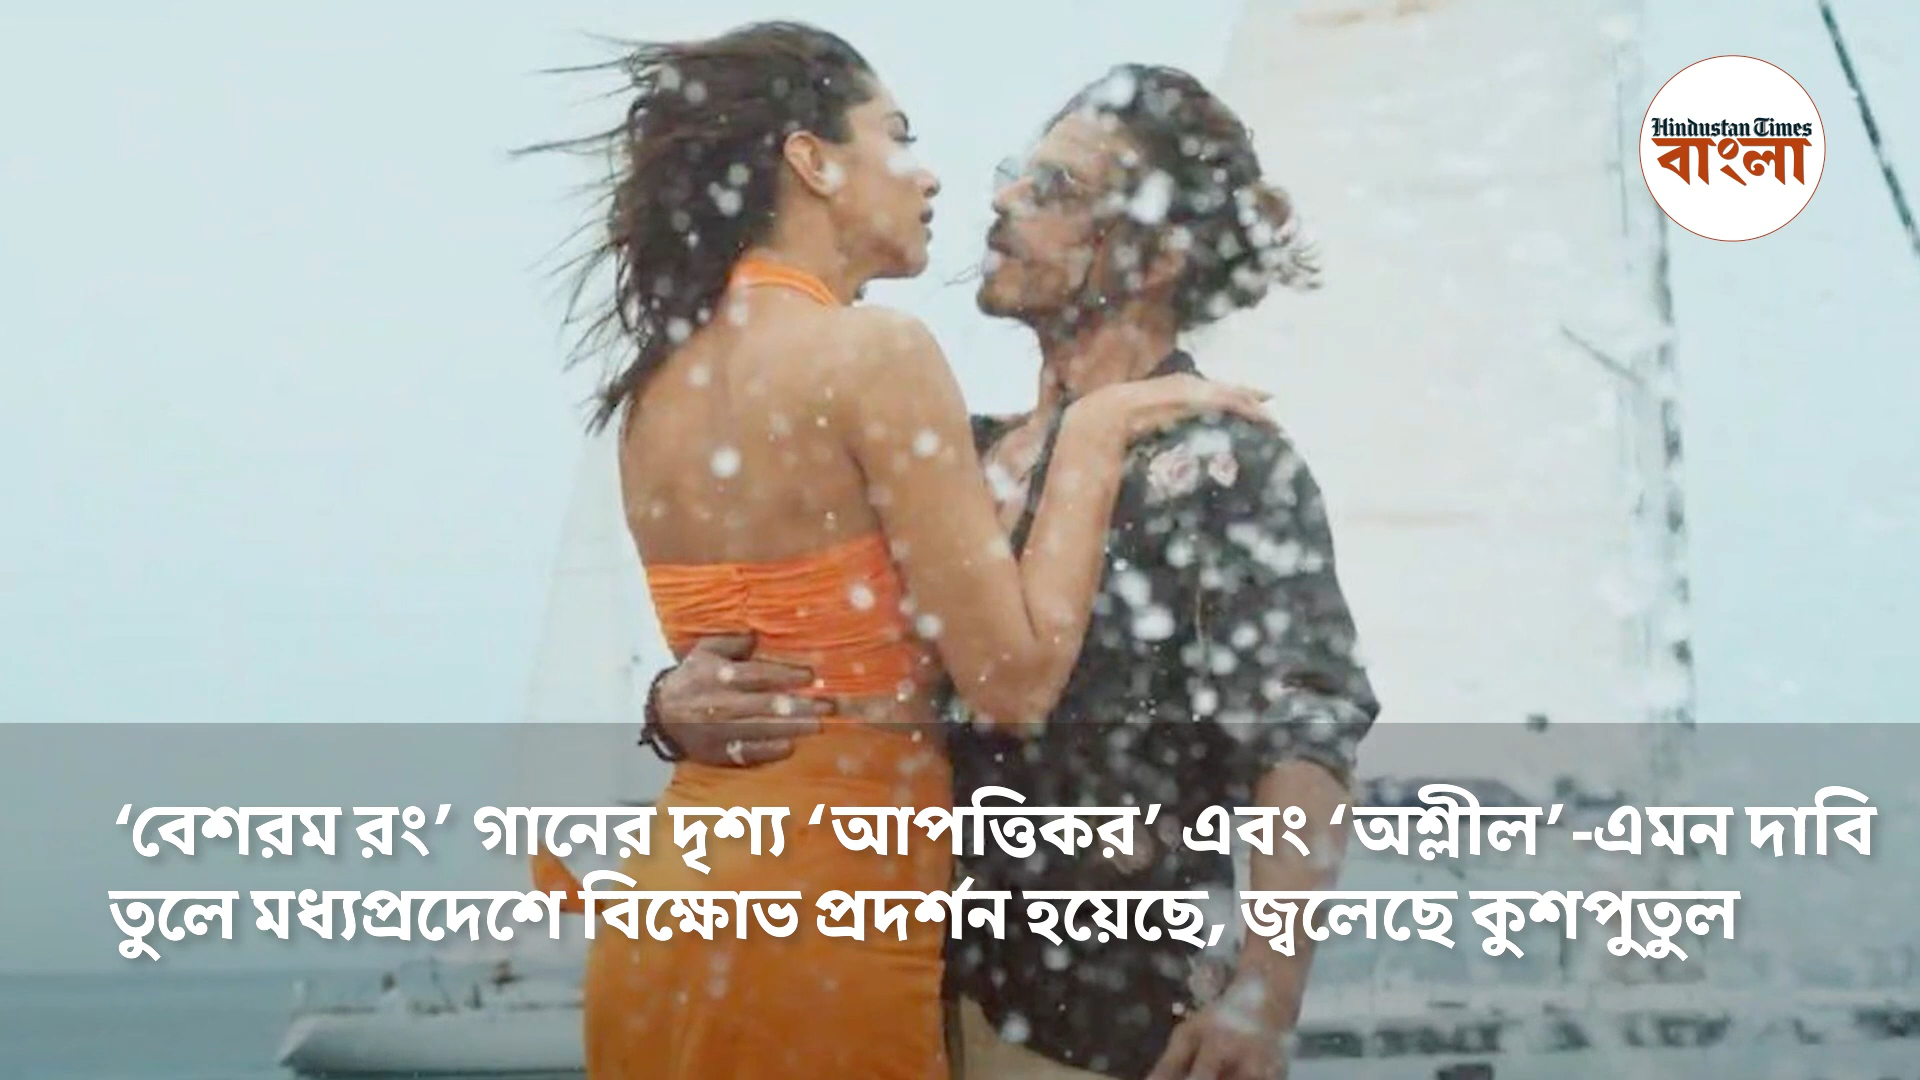 Hindustan Times
বাংলা
‘বেশরম রং’ গানের দৃশ্য ‘আপত্তিকর’ এবং ‘অশ্লীল’-এমন দাবি
তুলে মধ্যপ্রদেশে বিক্ষোভ প্রদর্শন হয়েছে, জ্বলেছে কুশপুতুল